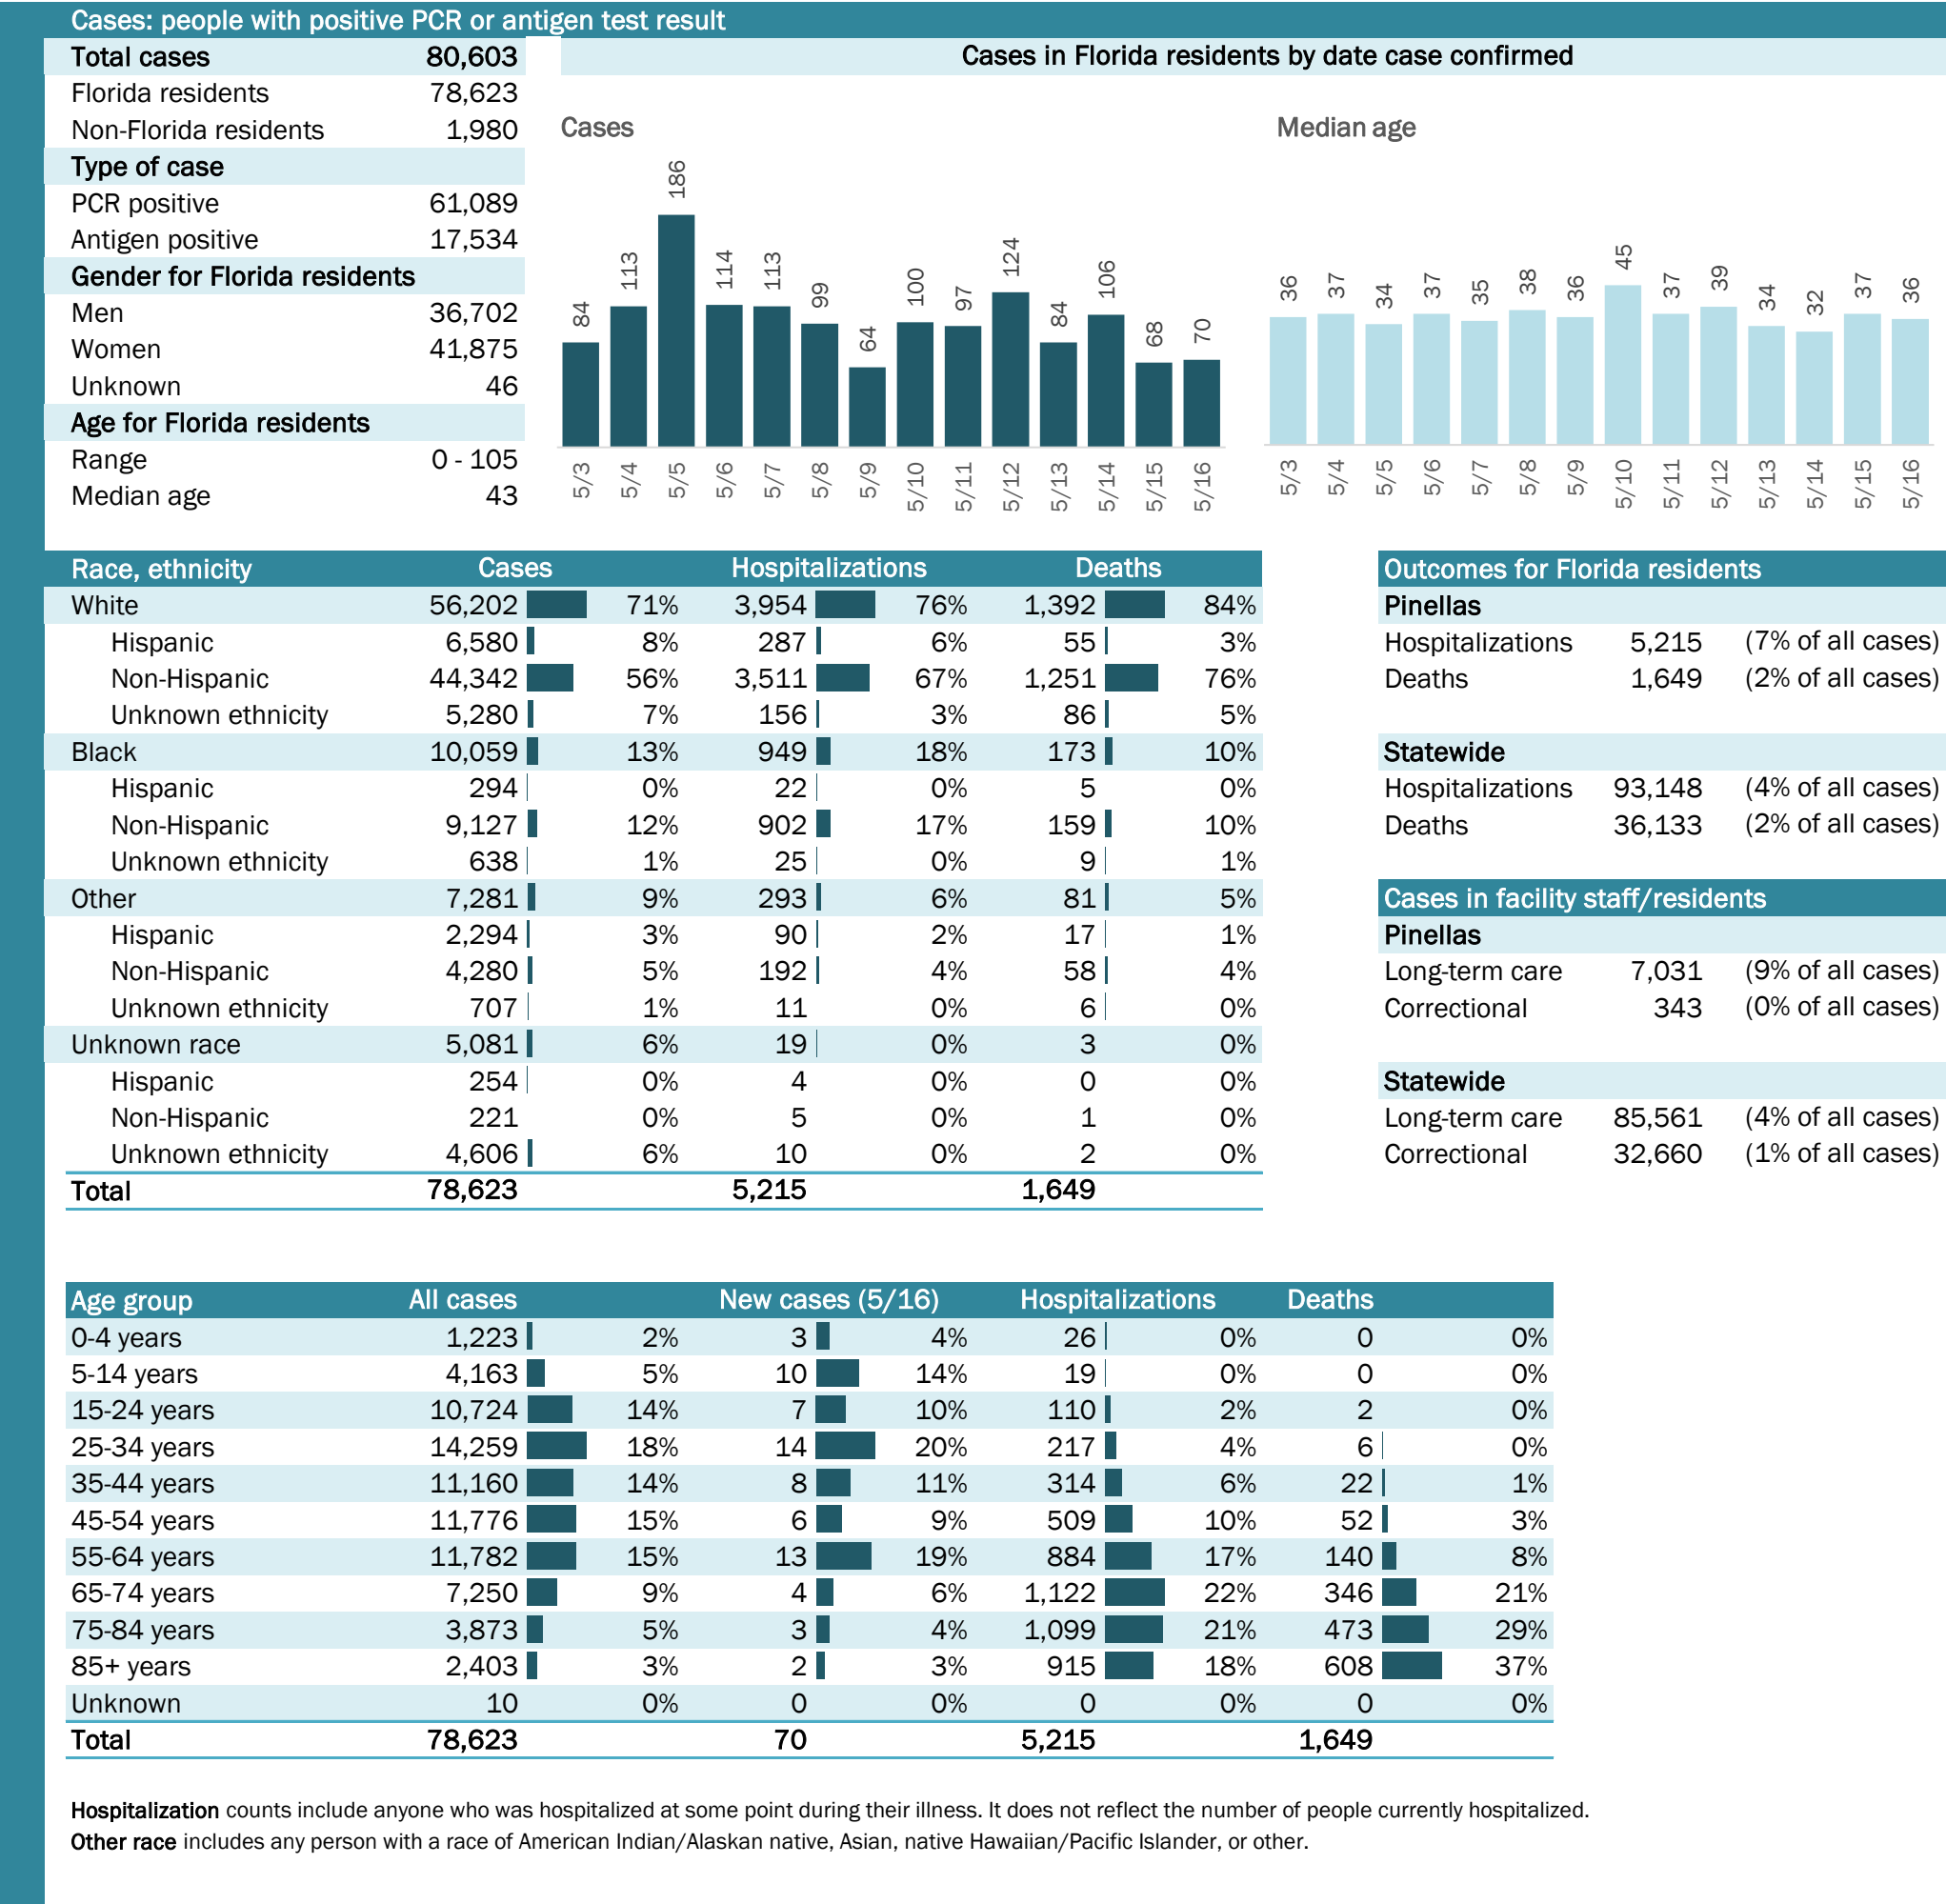 Cases: people with positive PCR or antigen test result
Total cases 80,603
Florida residents 78,623
Non-Florida residents 1,980
Type of case
PCR positive 61,089
Antigen positive 17,534
Gender for Florida residents
Men 36,702
Women 41,875
Unknown 46
Age for Florida residents
Range 0 - 105
Median age 43
Cases in Florida residents by date case confirmed
Cases
84 113 186 114 113 99 64 100 97 124 84 106 68 70
5/3 5/4 5/5 5/6 5/7 5/8 5/9 5/10 5/11 5/12 5/13 5/14 5/15 5/16
Median age
36 37 34 37 35 38 36 45 37 39 34 32 37 36
5/3 5/4 5/5 5/6 5/7 5/8 5/9 5/10 5/11 5/12 5/13 5/14 5/15 5/16
Race, ethnicity Cases Hospitalizations Deaths
White 56,202 71% 3,954 76% 1,392 84%
Hispanic 6,580 8% 287 6% 55 3%
Non-Hispanic 44,342 56% 3,511 67% 1,251 76%
Unknown ethnicity 5,280 7% 156 3% 86 5%
Black 10,059 13% 949 18% 173 10%
Hispanic 294 0% 22 0% 5 0%
Non-Hispanic 9,127 12% 902 17% 159 10%
Unknown ethnicity 638 1% 25 0% 9 1%
Other 7,281 9% 293 6% 81 5%
Hispanic 2,294 3% 90 2% 17 1%
Non-Hispanic 4,280 5% 192 4% 58 4%
Unknown ethnicity 707 1% 11 0% 6 0%
Unknown race 5,081 6% 19 0% 3 0%
Hispanic 254 0% 4 0% 0 0%
Non-Hispanic 221 0% 5 0% 1 0%
Unknown ethnicity 4,606 6% 10 0% 2 0%
Total 78,623 5,215 1,649
Outcomes for Florida residents
Pinellas
Hospitalizations 5,215 (7% of all cases)
Deaths 1,649 (2% of all cases)
Statewide
Hospitalizations 93,148 (4% of all cases)
Deaths 36,133 (2% of all cases)
Cases in facility staff/residents
Pinellas
Long-term care 7,031 (9% of all cases)
Correctional 343 (0% of all cases)
Statewide
Long-term care 85,561 (4% of all cases)
Correctional 32,660 (1% of all cases)
Age group All cases New cases (5/16) Hospitalizations Deaths
0-4 years 1,223 2% 3 4% 26 0% 0 0%
5-14 years 4,163 5% 10 14% 19 0% 0 0%
15-24 years 10,724 14% 7 10% 110 2% 2 0%
25-34 years 14,259 18% 14 20% 217 4% 6 0%
35-44 years 11,160 14% 8 11% 314 6% 22 1%
45-54 years 11,776 15% 6 9% 509 10% 52 3%
55-64 years 11,782 15% 13 19% 884 17% 140 8%
65-74 years 7,250 9% 4 6% 1,122 22% 346 21%
75-84 years 3,873 5% 3 4% 1,099 21% 473 29%
85+ years 2,403 3% 2 3% 915 18% 608 37%
Unknown 10 0% 0 0% 0 0% 0 0%
Total 78,623 70 5,215 1,649
Hospitalization counts include anyone who was hospitalized at some point during their illness. It does not reflect the number of people currently hospitalized.
Other race includes any person with a race of American Indian/Alaskan native, Asian, native Hawaiian/Pacific Islander, or other.